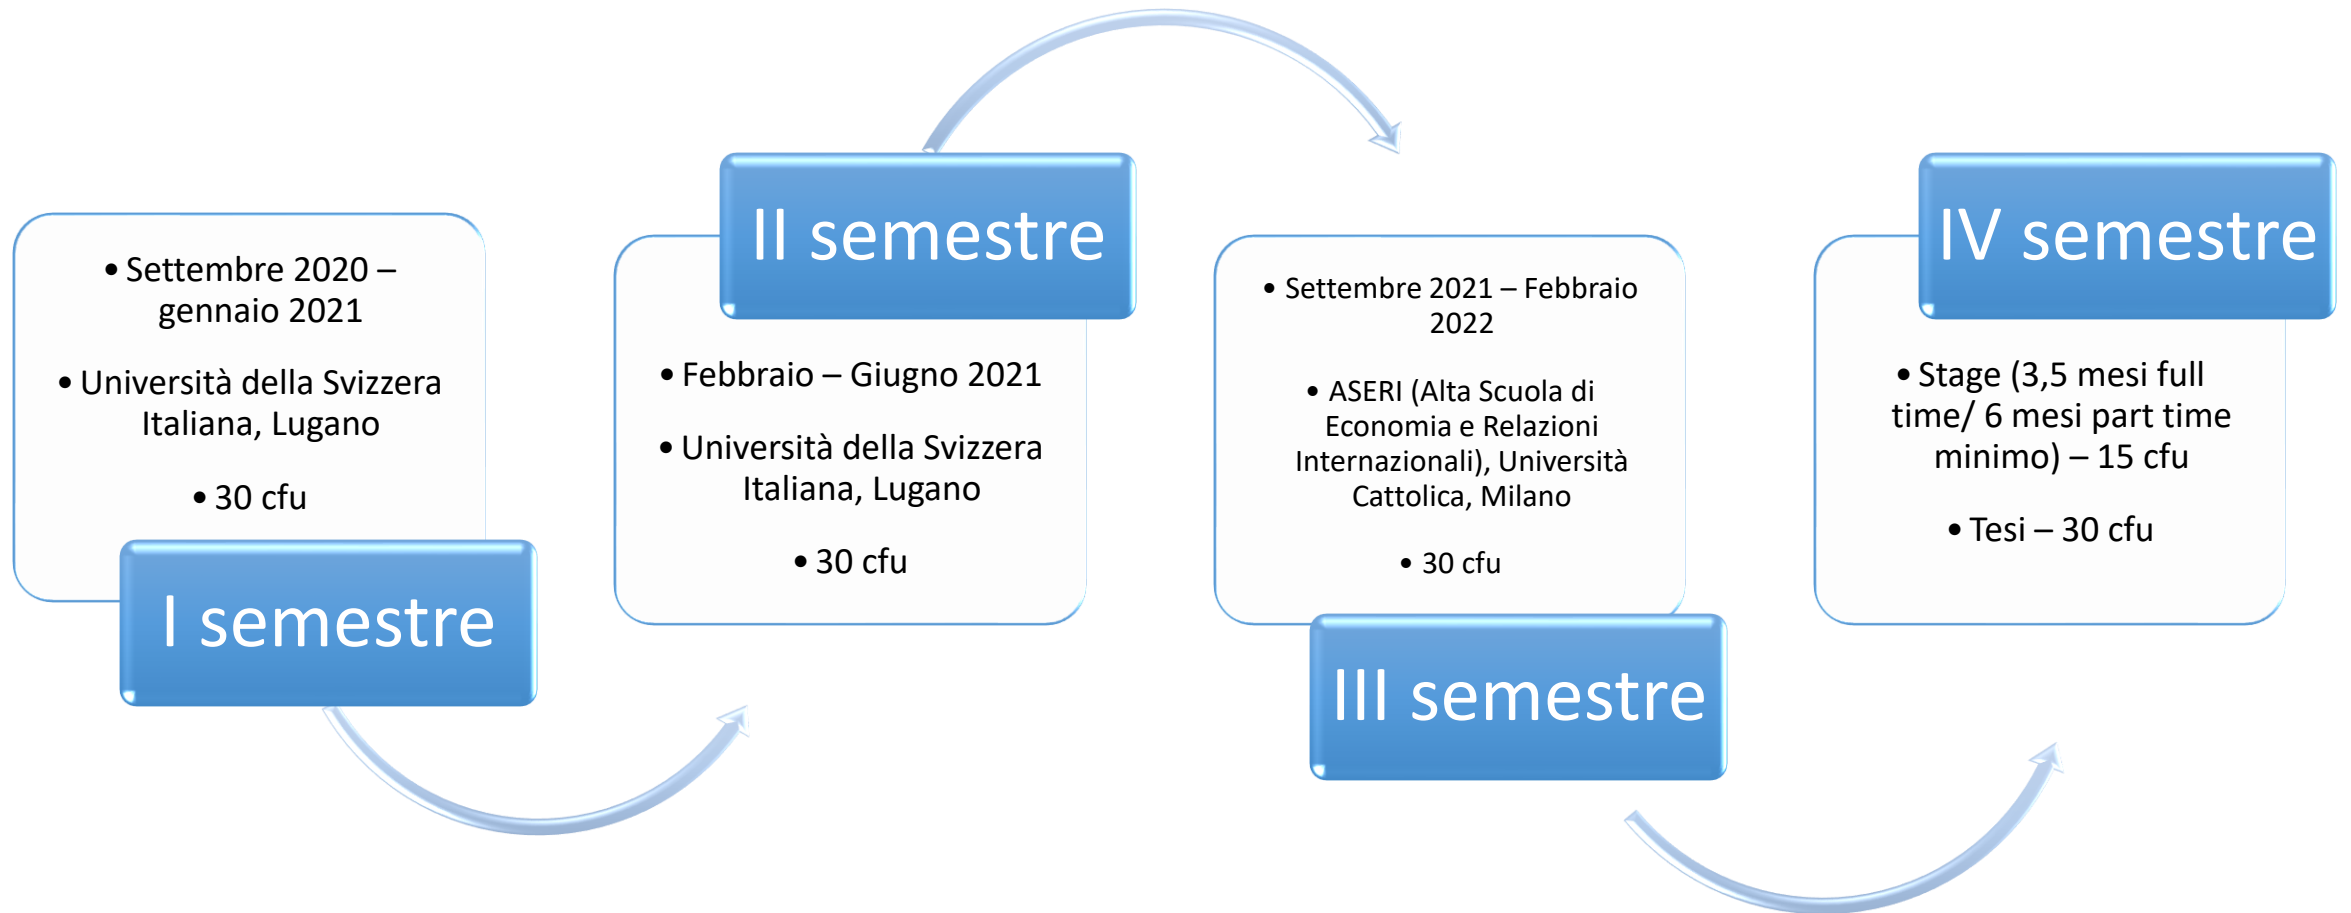 • Settembre 2020 –
gennaio 2021
• Università della Svizzera
Italiana, Lugano
• 30 cfu
I semestre
II semestre
• Febbraio – Giugno 2021
• Università della Svizzera
Italiana, Lugano
• 30 cfu
• Settembre 2021 – Febbraio
2022
• ASERI (Alta Scuola di
Economia e Relazioni
Internazionali), Università
Cattolica, Milano
• 30 cfu
III semestre
IV semestre
• Stage (3,5 mesi full
time/ 6 mesi part time
minimo) – 15 cfu
• Tesi – 30 cfu